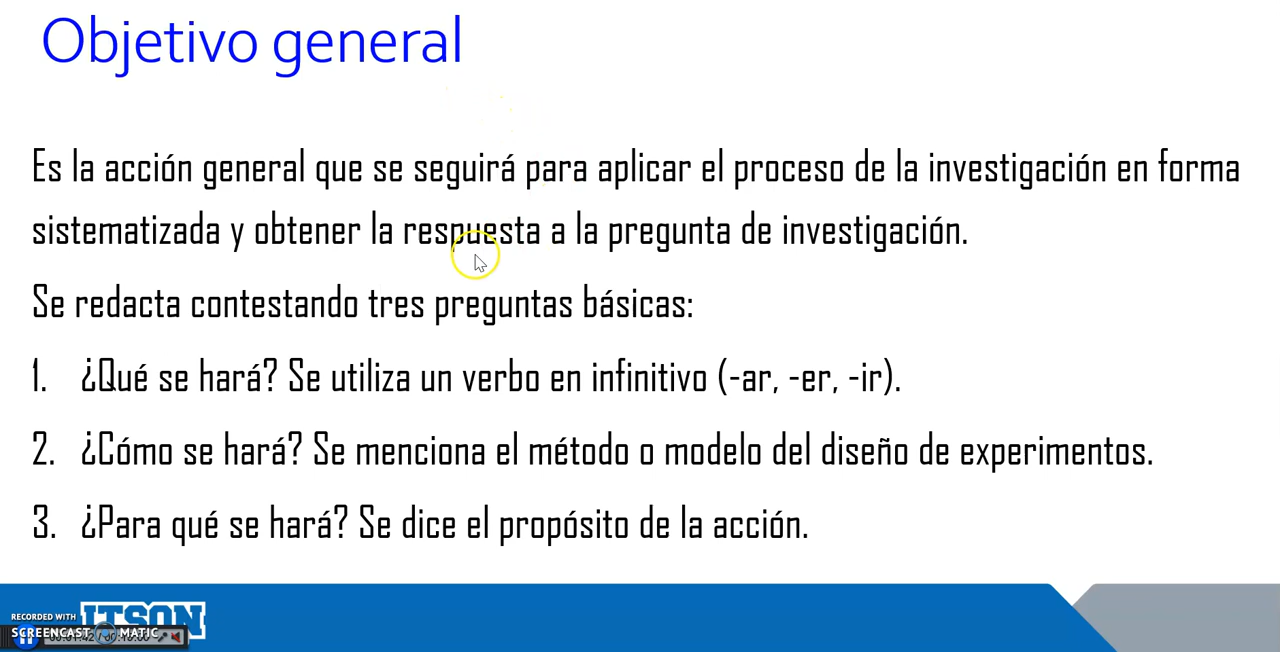 Objetivo general
Es la acción general que se seguirá para aplicar el proceso de la investigación en forma
sistematizada y obtener la respuesta a la pregunta de investigación.
Se redacta contestando tres preguntas básicas:
1. ¿Qué se hará? Se utiliza un verbo en infinitivo (-ar, -er, -ir).
2. ¿Cómo se hará? Se menciona el método o modelo del diseño de experimentos.
3. ¿Para qué se hará? Se dice el propósito de la acción.
RECORDED WITH
ITSON
SCREENCAST MATIC